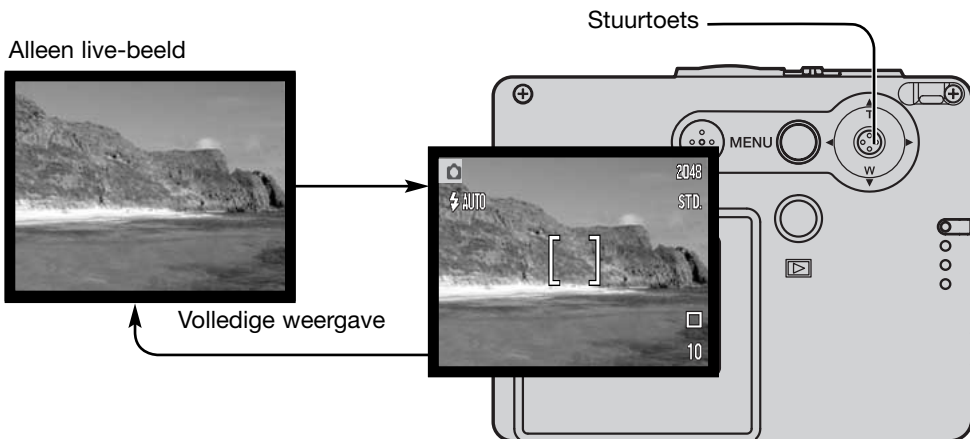 Stuurtoets
Alleen live-beeld
MENU
T
W
2048
AUTO
STD.
10
Volledige weergave